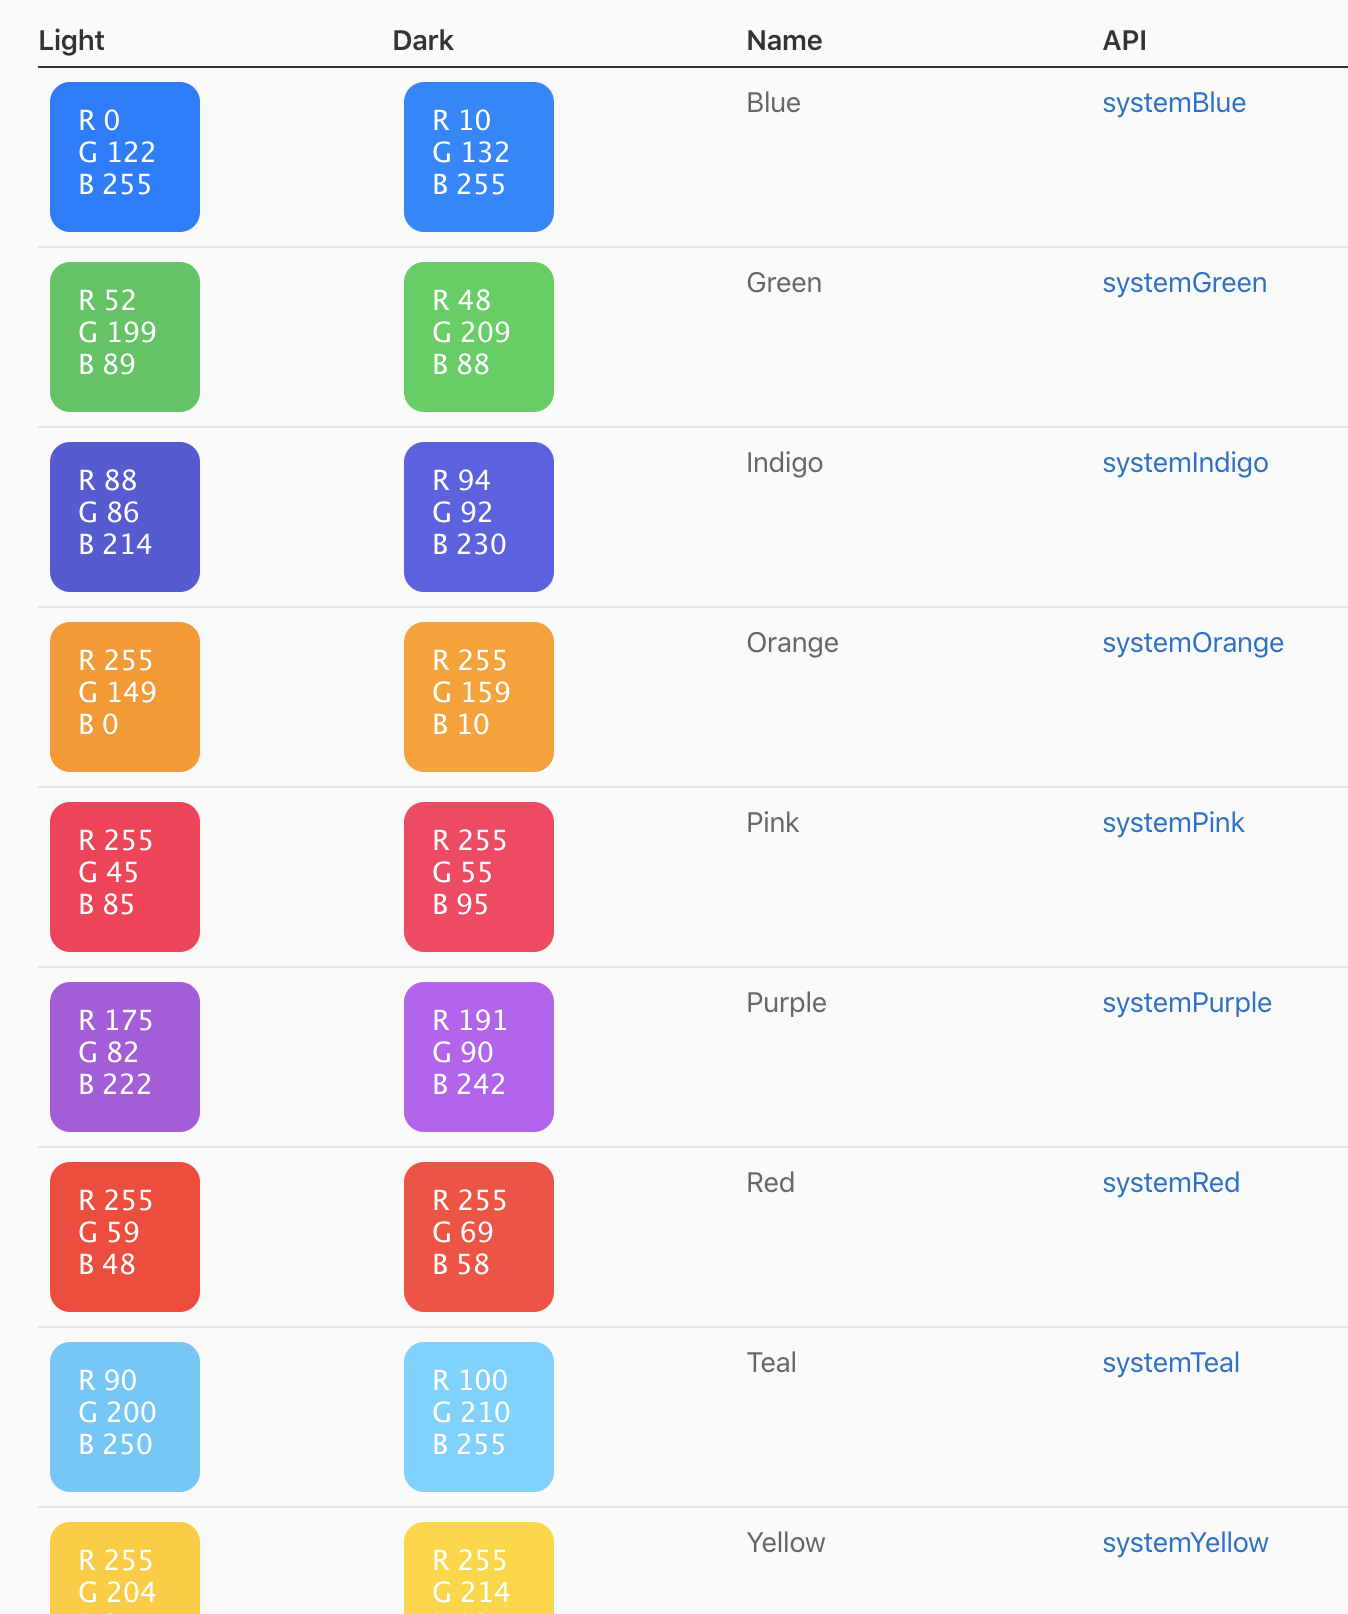 Light Dark Name API
R 0 R 10 Blue systemBlue
G 122 G 132
B 255 B 255
R 52 R 48 Green systemGreen
G 199 G 209
B 89 B 88
R 88 R 94 Indigo systemIndigo
G 86 G 92
B 214 B 230
R 255 R 255 Orange systemOrange
G 149 G 159
B 0 B 10
R 255 R 255 Pink systemPink
G 45 G 55
B 85 B 95
R 175 R 191 Purple systemPurple
G 82 G 90
B 222 B 242
R 255 R 255 Red systemRed
G 59 G 69
B 48 B 58
R 90 R 100 Teal systemTeal
G 200 G 210
B 250 B 255
R 255 R 255 Yellow systemYellow
G 204 G 214